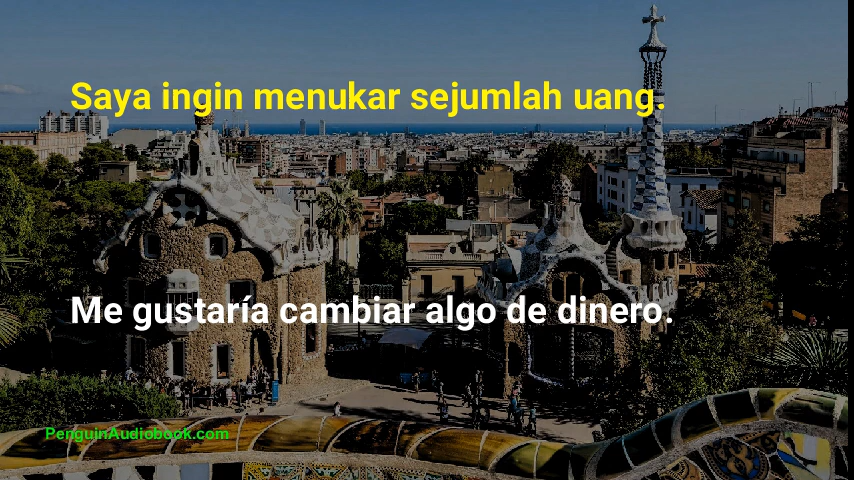 Saya ingin menukar sejumlah uang.
Me gustaría cambiar algo de dinero.
PenguinAudiobook.com